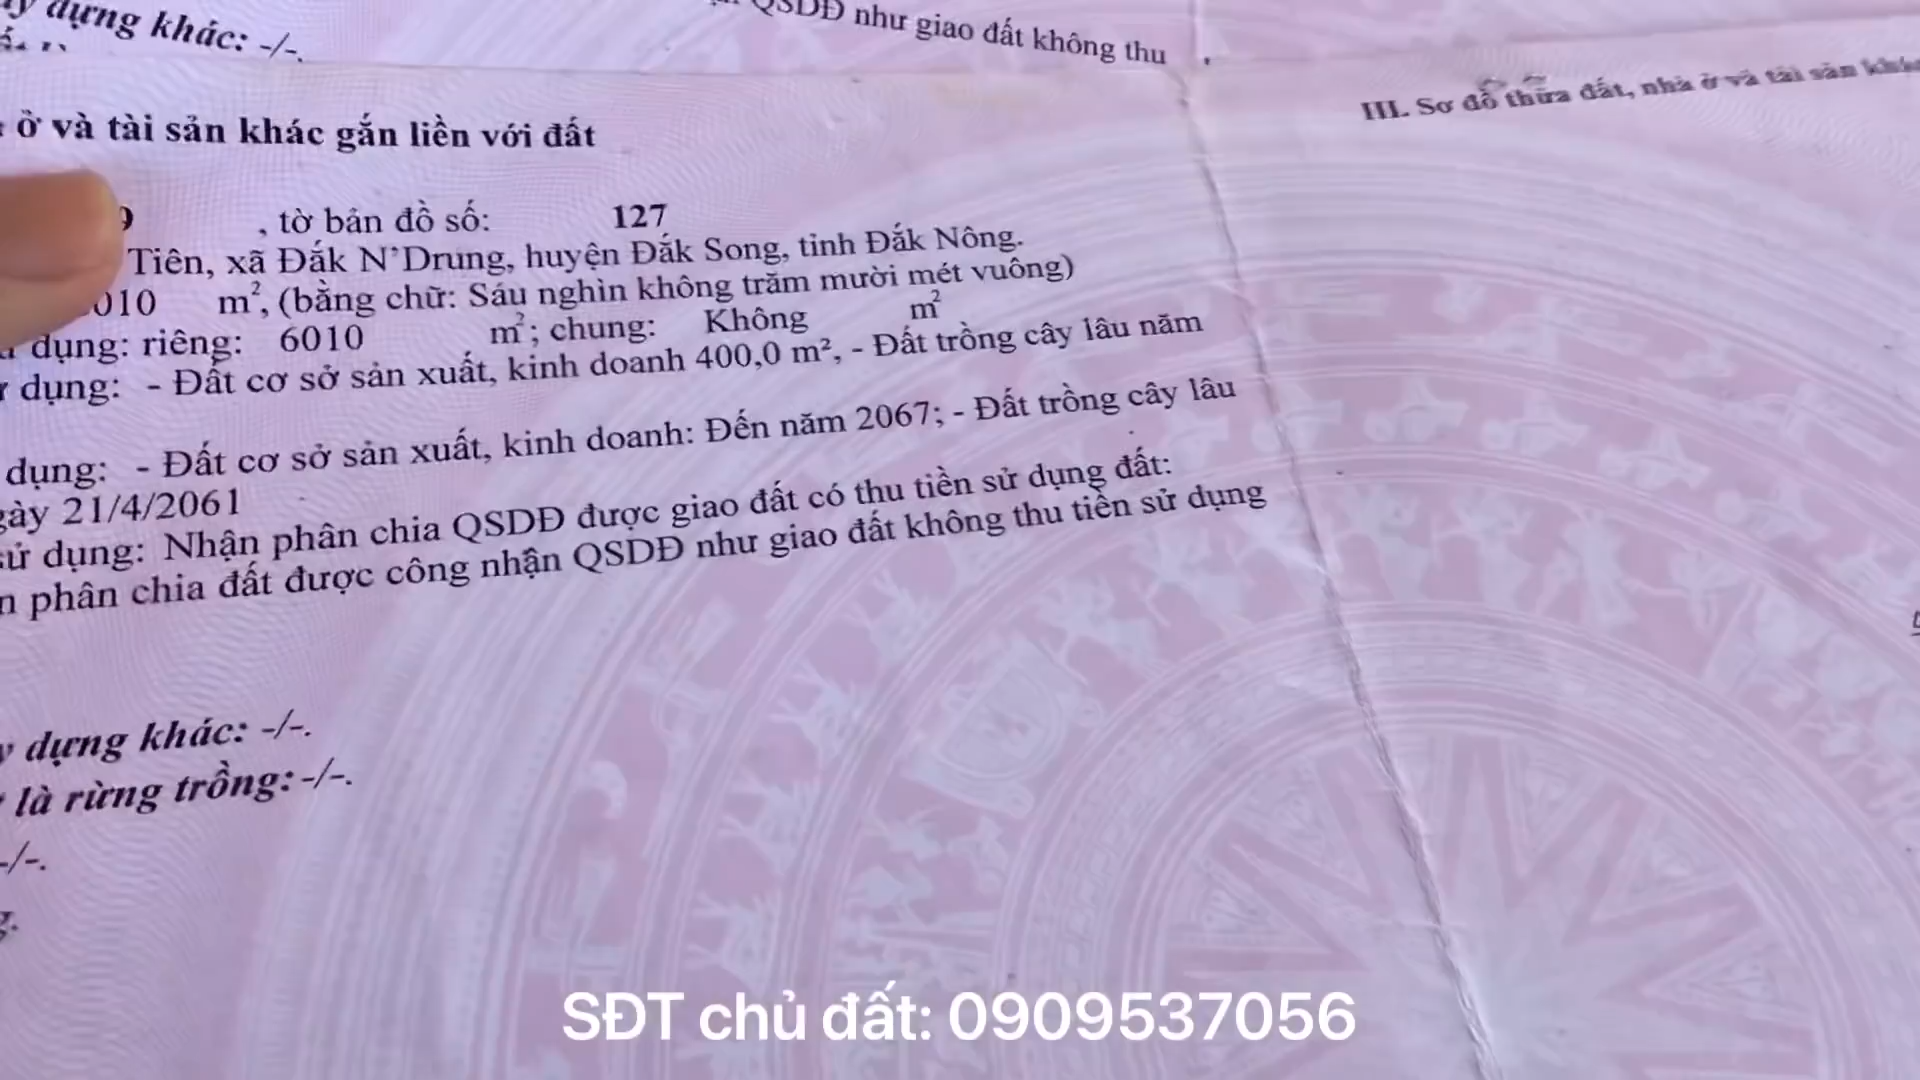 dựng khác: -/-.
QSDĐ như giao đất không thu
III. Sơ đồ thửa đất, nhà ở và tài sản khác
ở và tài sản khác gắn liền với đất
, tờ bản đồ số: 127
Tiên, xã Đắk N'Drung, huyện Đắk Song, tỉnh Đắk Nông.
010 m², (bằng chữ: Sáu nghìn không trăm mười mét vuông)
dụng: riêng: 6010 m²; chung: Không m²
dụng: - Đất cơ sở sản xuất, kinh doanh 400,0 m², - Đất trồng cây lâu năm
dụng: - Đất cơ sở sản xuất, kinh doanh: Đến năm 2067; - Đất trồng cây lâu
gày 21/4/2061
sử dụng: Nhận phân chia QSDĐ được giao đất có thu tiền sử dụng đất:
n phân chia đất được công nhận QSDĐ như giao đất không thu tiền sử dụng
y dựng khác: -/-.
là rừng trồng: -/-.
-/-.
SĐT chủ đất: 0909537056